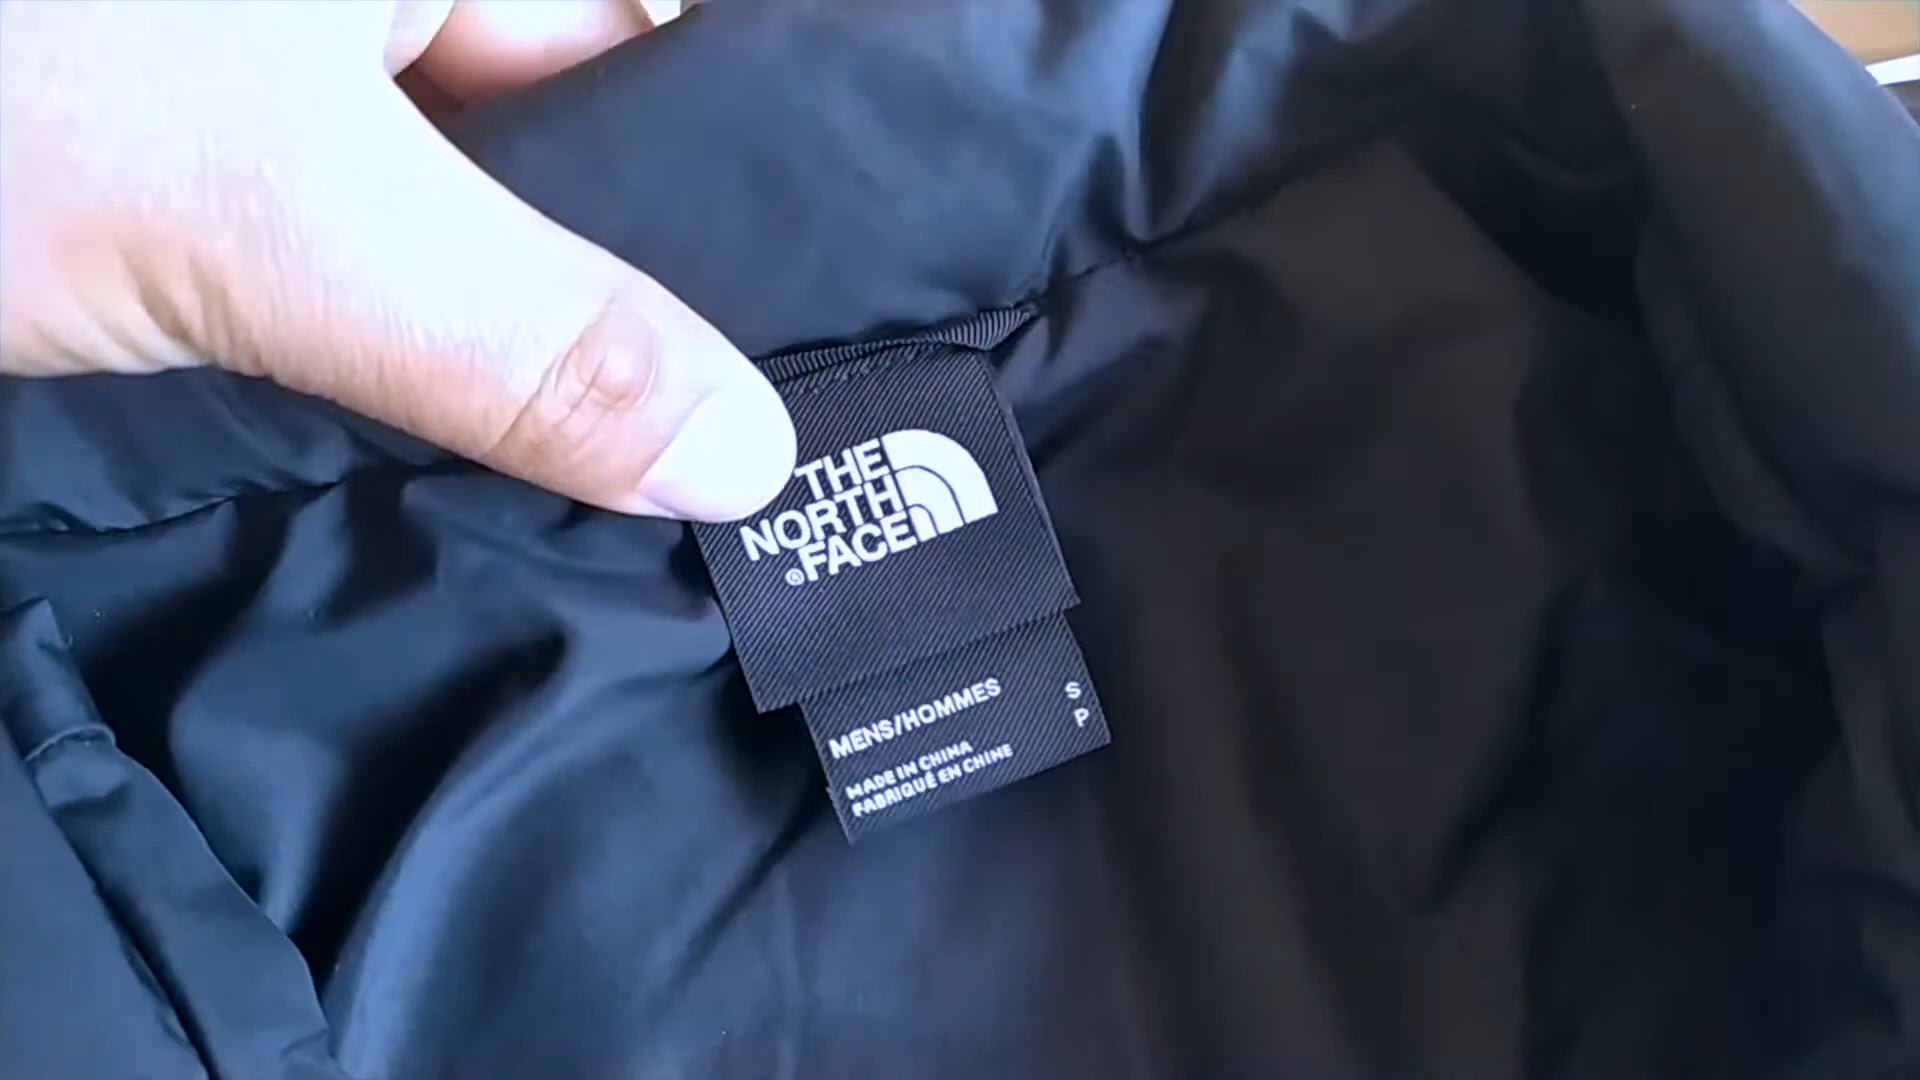 THE
NORTH
FACE
®
MENS/HOMMES
S
P
MADE IN CHINA
FABRIQUÉ EN CHINE